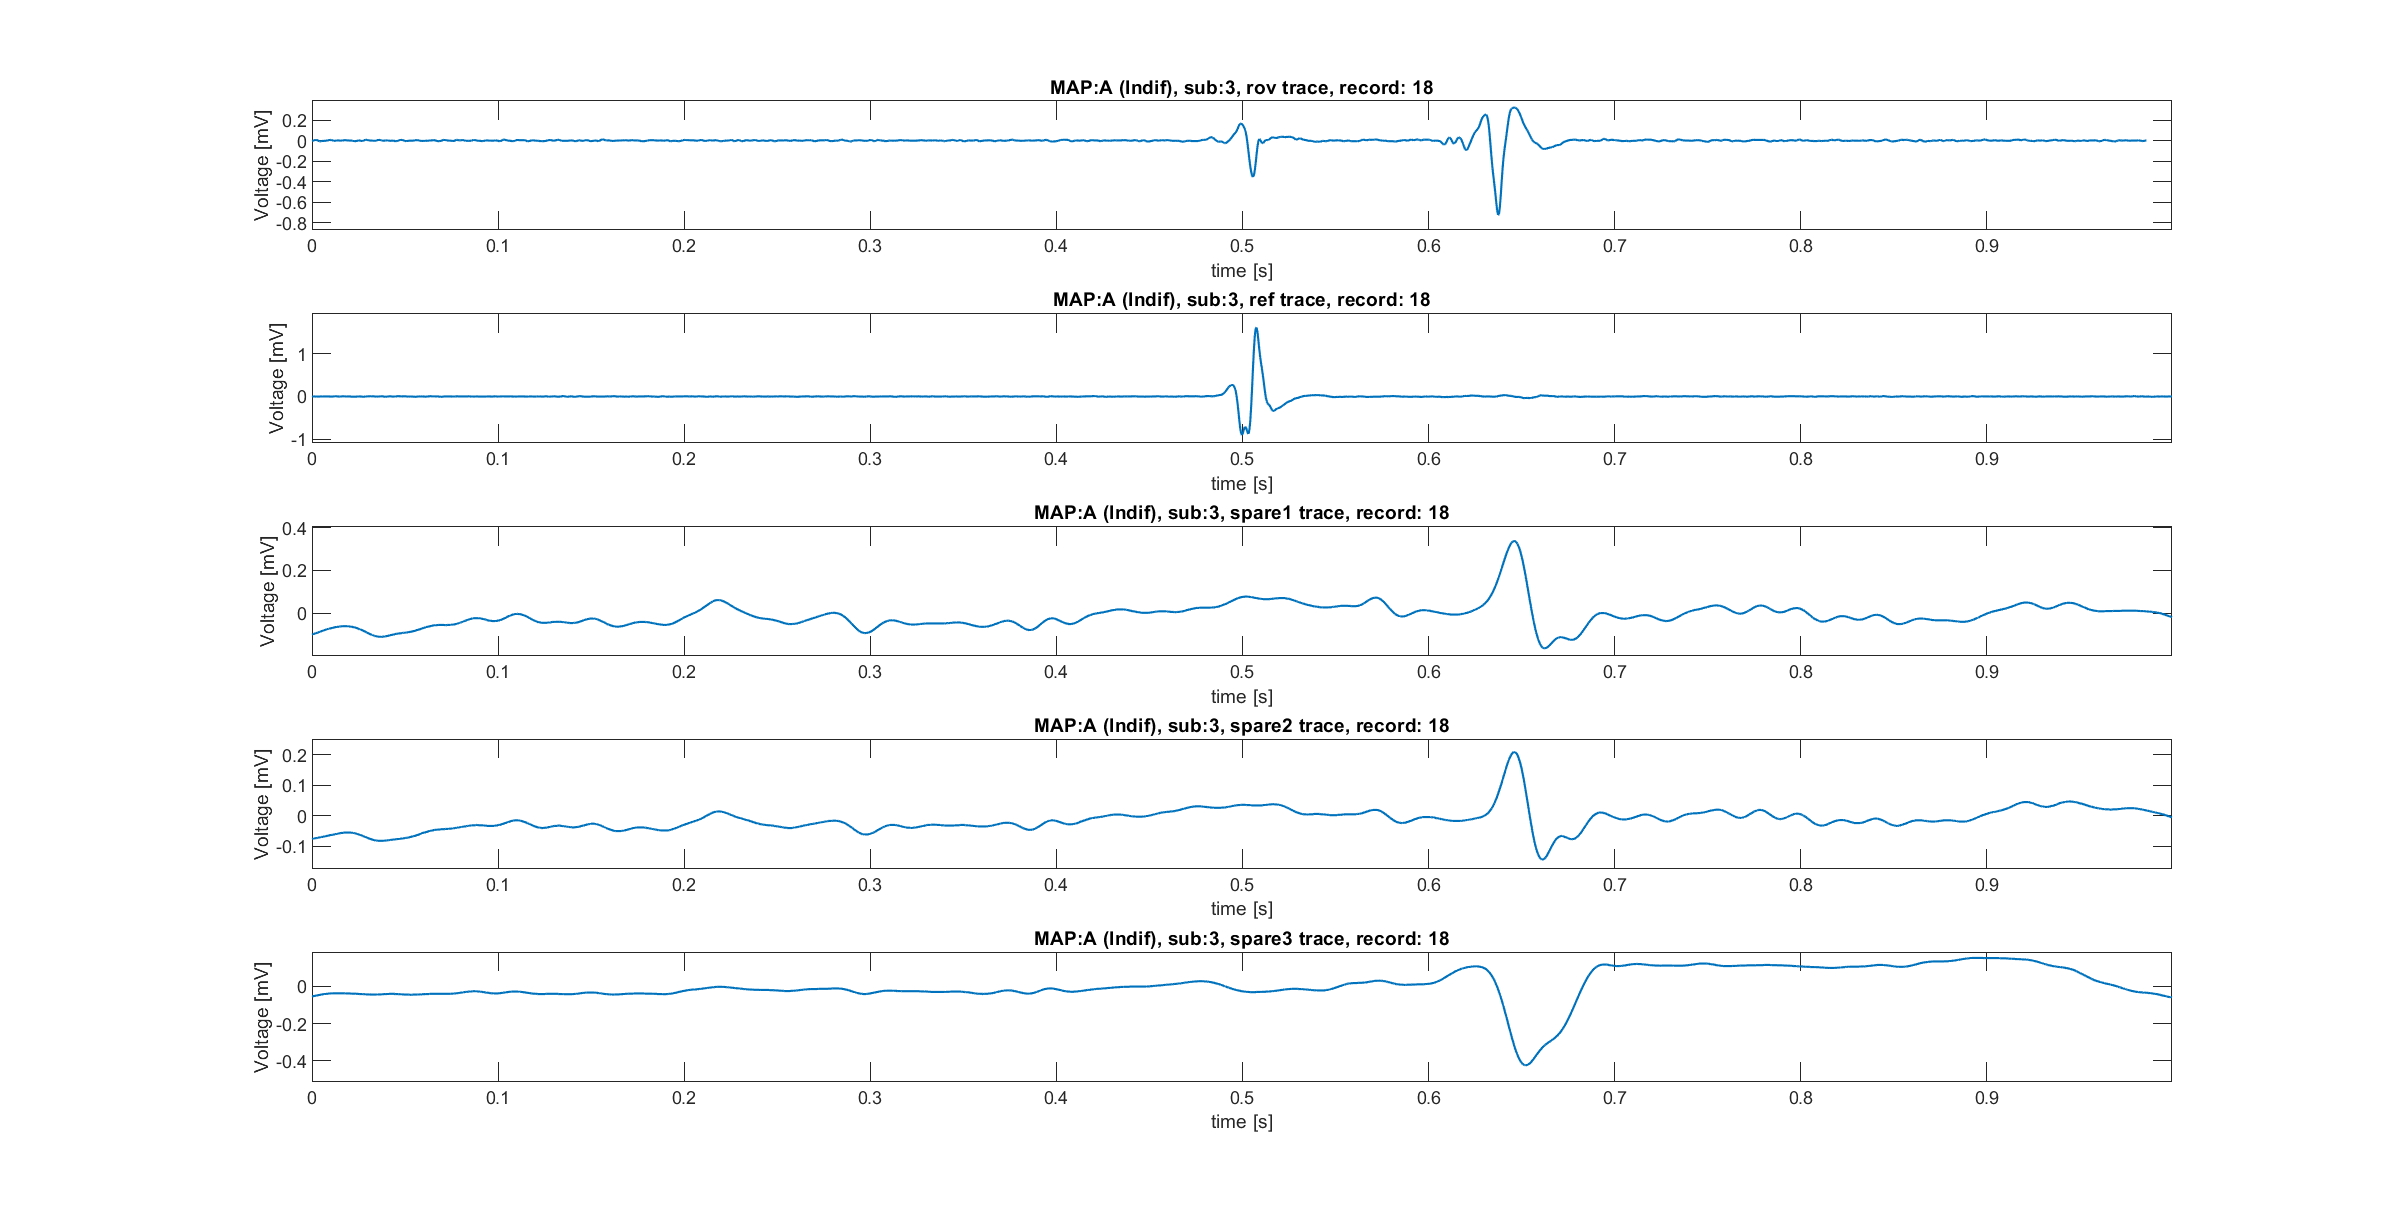 MAP:A (Indif), sub:3, rov trace, record: 18
Voltage [mV]
0.2
0
-0.2
-0.4
-0.6
-0.8
0 0.1 0.2 0.3 0.4 0.5 0.6 0.7 0.8 0.9
time [s]
MAP:A (Indif), sub:3, ref trace, record: 18
Voltage [mV]
1
0
-1
0 0.1 0.2 0.3 0.4 0.5 0.6 0.7 0.8 0.9
time [s]
MAP:A (Indif), sub:3, spare1 trace, record: 18
Voltage [mV]
0.4
0.2
0
0 0.1 0.2 0.3 0.4 0.5 0.6 0.7 0.8 0.9
time [s]
MAP:A (Indif), sub:3, spare2 trace, record: 18
Voltage [mV]
0.2
0.1
0
-0.1
0 0.1 0.2 0.3 0.4 0.5 0.6 0.7 0.8 0.9
time [s]
MAP:A (Indif), sub:3, spare3 trace, record: 18
Voltage [mV]
0
-0.2
-0.4
0 0.1 0.2 0.3 0.4 0.5 0.6 0.7 0.8 0.9
time [s]